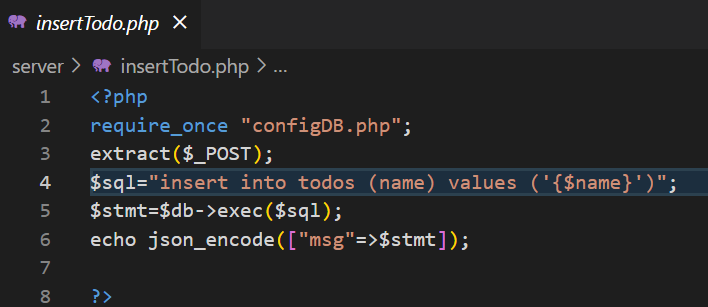 insertTodo.php ×
server > insertTodo.php > ...
1 <?php
2 require_once "configDB.php";
3 extract($_POST);
4 $sql="insert into todos (name) values ('{$name}')";
5 $stmt=$db->exec($sql);
6 echo json_encode(["msg"=>$stmt]);
7
8 ?>